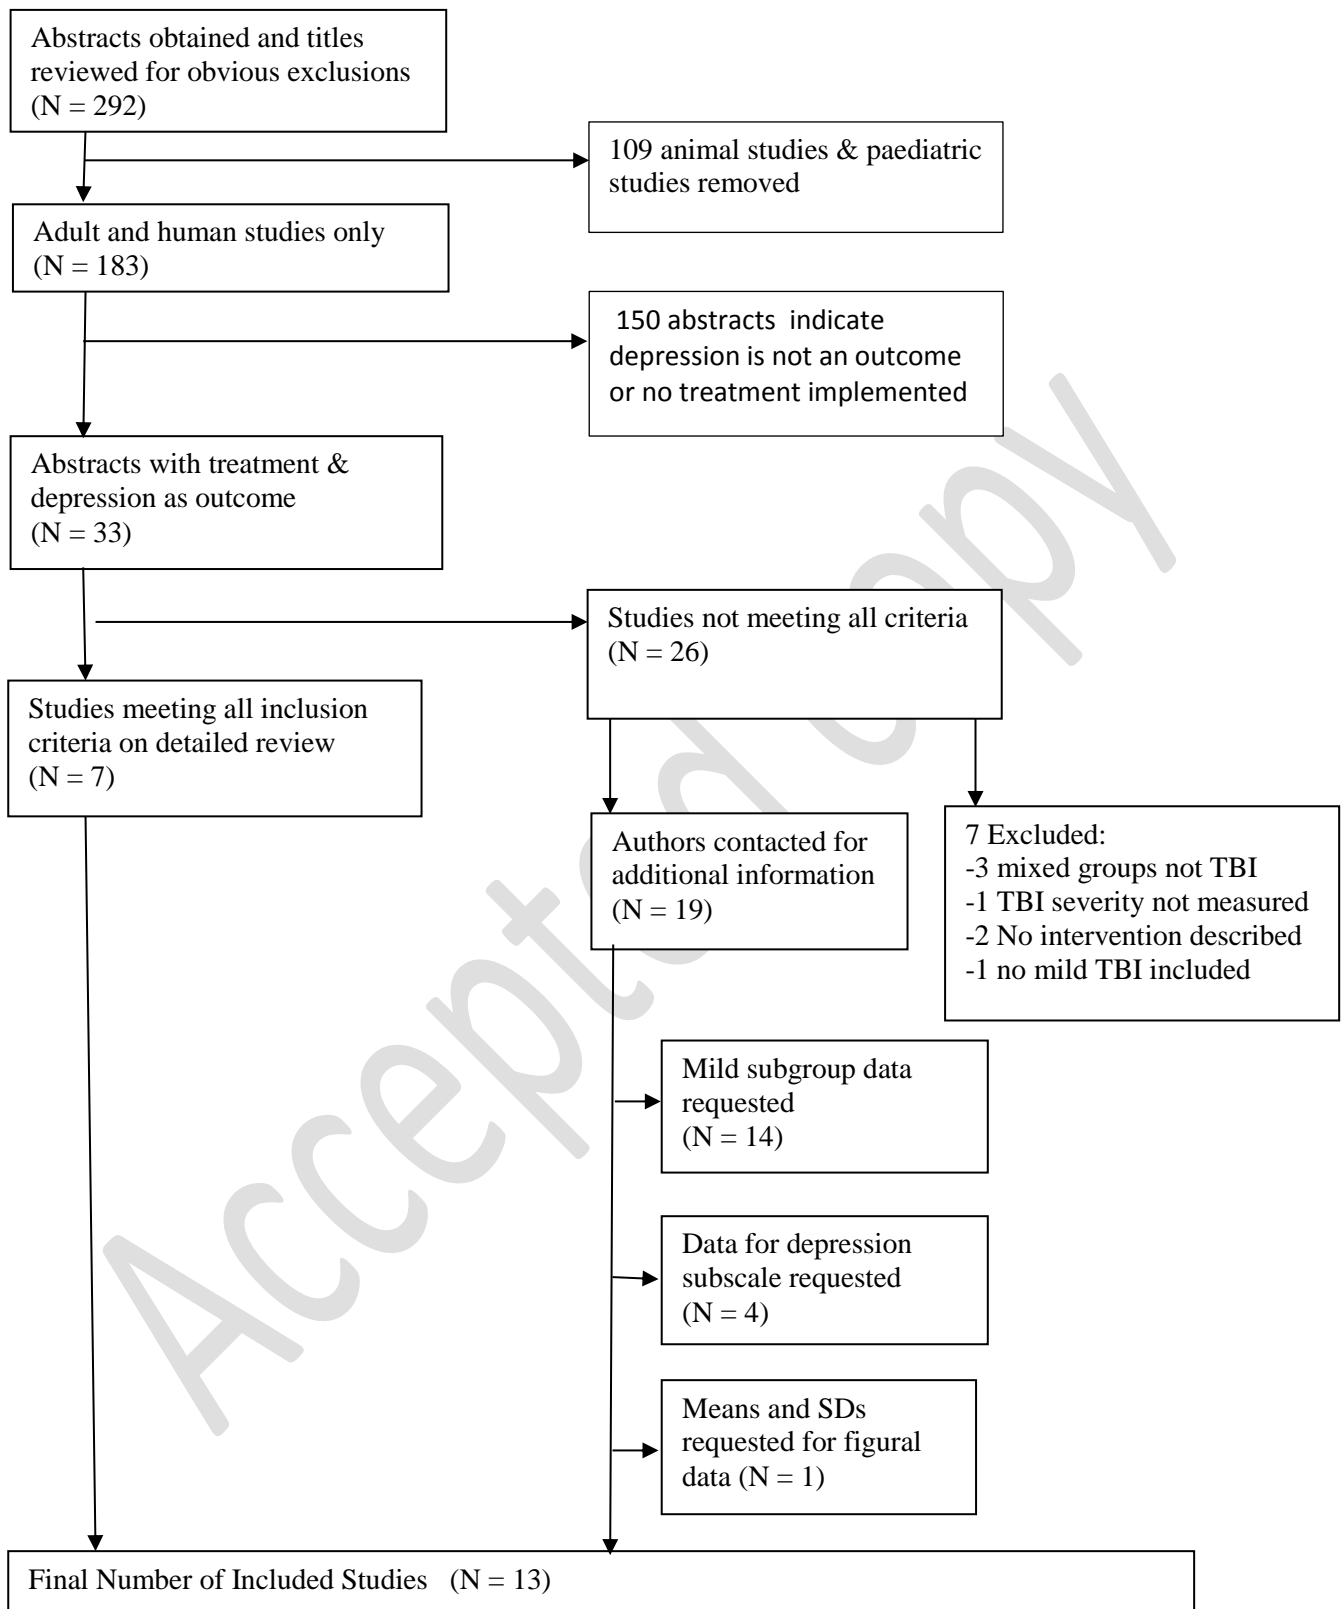 Abstracts obtained and titles
reviewed for obvious exclusions
(N = 292)
109 animal studies & paediatric
studies removed
Adult and human studies only
(N = 183)
150 abstracts indicate
depression is not an outcome
or no treatment implemented
Abstracts with treatment &
depression as outcome
(N = 33)
Studies not meeting all criteria
(N = 26)
Studies meeting all inclusion
criteria on detailed review
(N = 7)
Authors contacted for
additional information
(N = 19)
7 Excluded:
-3 mixed groups not TBI
-1 TBI severity not measured
-2 No intervention described
-1 no mild TBI included
Mild subgroup data
requested
(N = 14)
Data for depression
subscale requested
(N = 4)
Means and SDs
requested for figural
data (N = 1)
Final Number of Included Studies (N = 13)
Accepted copy